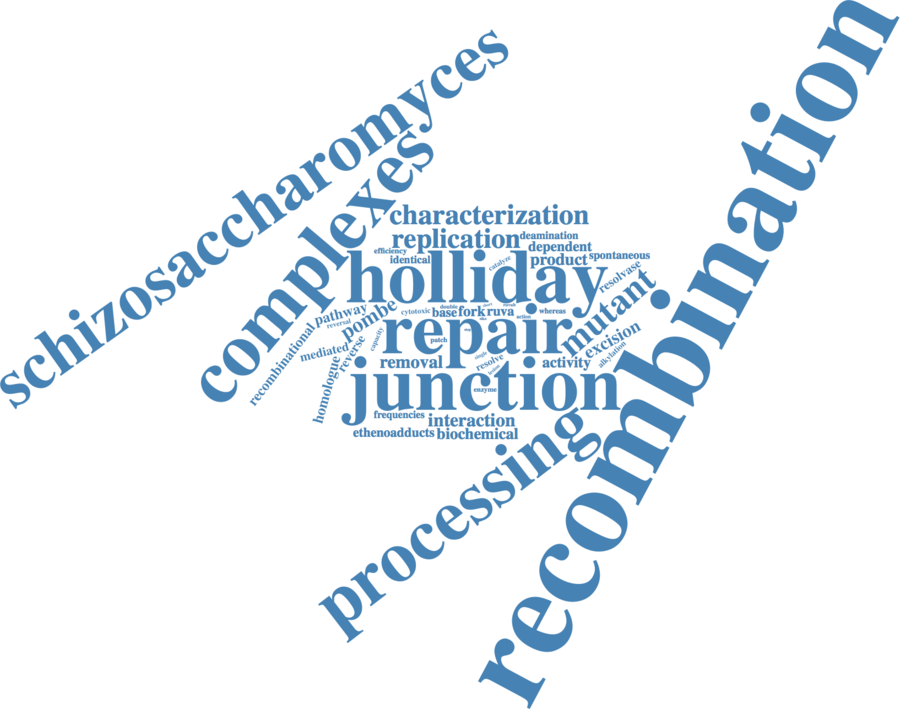 schizosaccharomyces
recombination
complexes
characterization
replication
deamination
efficiency
identical
dependent
product
spontaneous
catalyze
holliday
resolvase
mutant
pathway
reversal
pombe
cytotoxic
double
base
fork
ruva
whereas
action
recombinational
mediated
reverse
capacity
repair
patch
single
excision
alkylation
homologue
removal
resolve
activity
junction
enzyme
frequencies
interaction
ethenoadducts
biochemical
processing